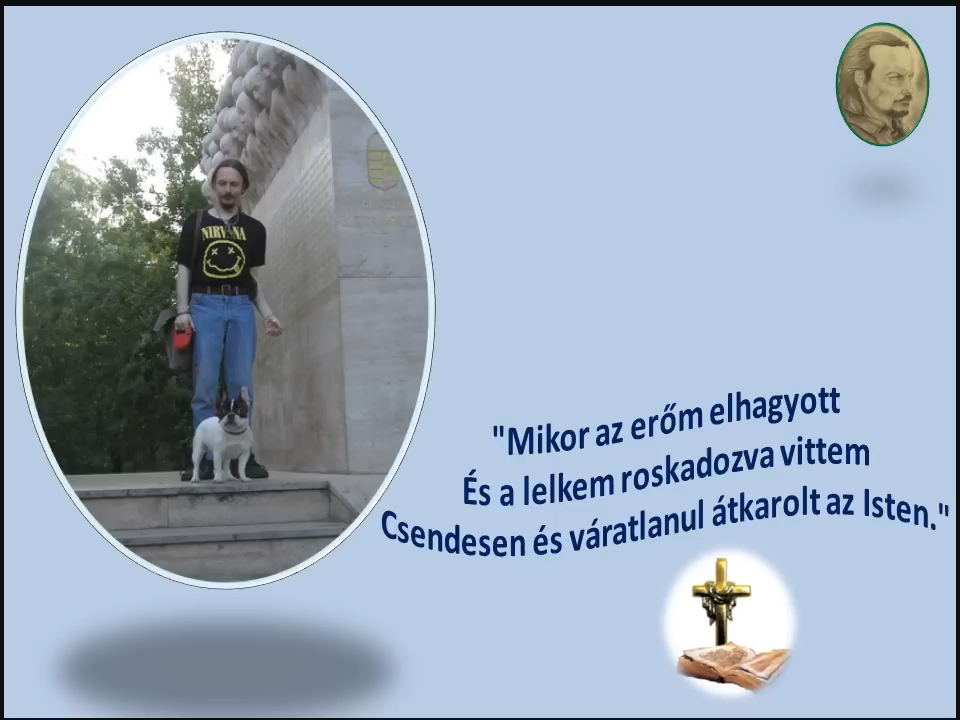 NIRVANA
"Mikor az erőm elhagyott
És a lelkem roskadozva vittem
Csendesen és váratlanul átkarolt az Isten."